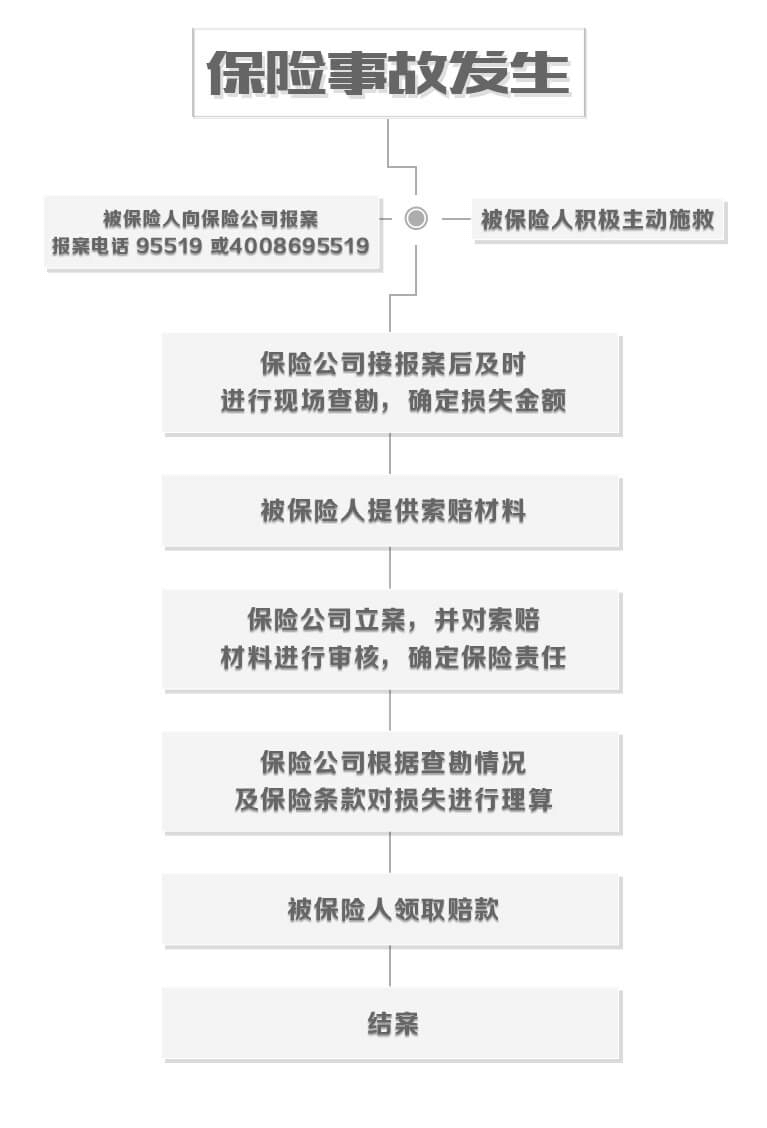 保险事故发生
被保险人向保险公司报案
报案电话 95519 或4008695519
被保险人积极主动施救
保险公司接报案后及时
进行现场查勘，确定损失金额
被保险人提供索赔材料
保险公司立案，并对索赔
材料进行审核，确定保险责任
保险公司根据查勘情况
及保险条款对损失进行理算
被保险人领取赔款
结案